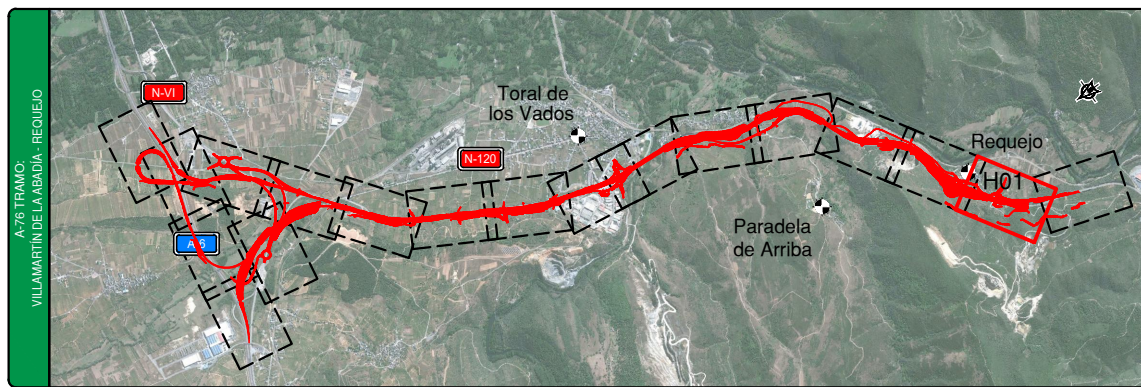 A-76 TRAMO:
VILLAMARTÍN DE LA ABADÍA - REQUEJO
N-VI
Toral de
los Vados
N-120
Requejo
H01
A-6
Paradela
de Arriba